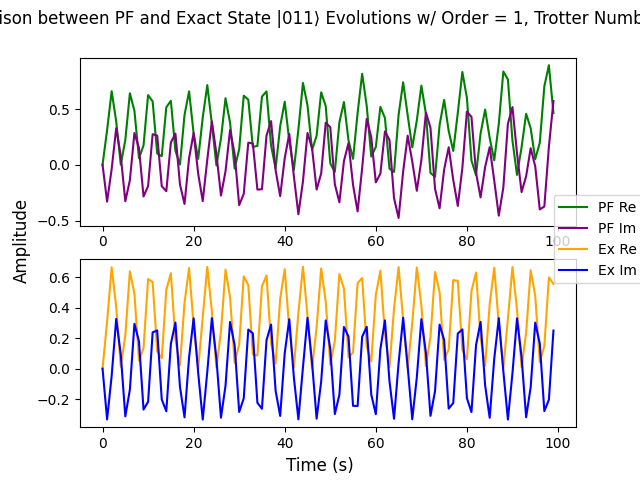 ison between PF and Exact State |011⟩ Evolutions w/ Order = 1, Trotter Numb
0.5
0.0
−0.5
0 20 40 60 80 100
PF Re
PF Im
Ex Re
Ex Im
Amplitude
0.6
0.4
0.2
0.0
−0.2
0 20 40 60 80 100
Time (s)